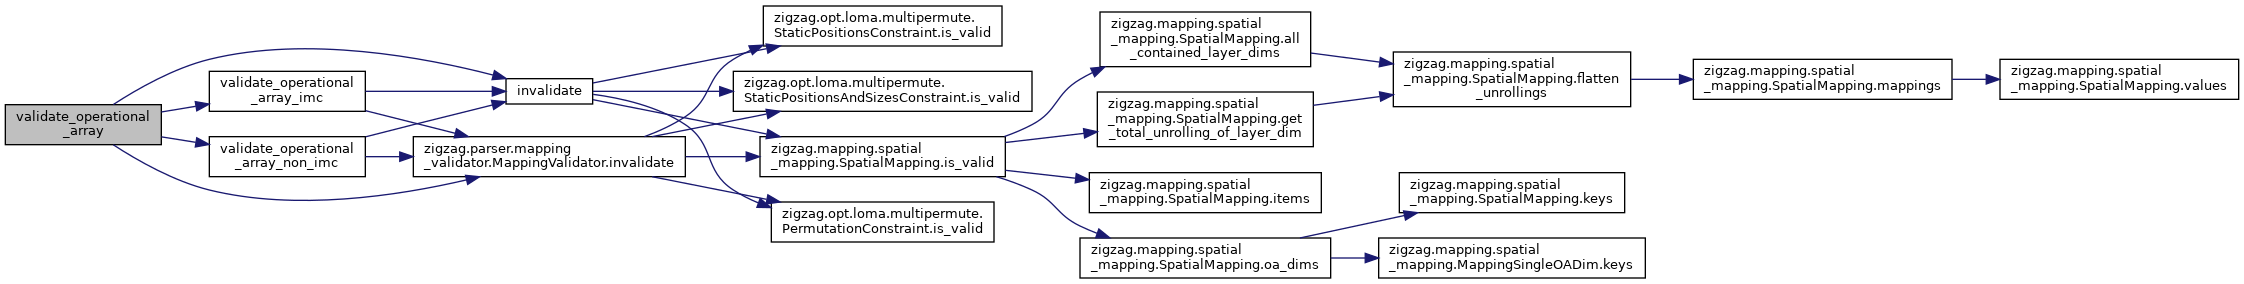 validate_operational
_array
validate_operational
_array_imc
validate_operational
_array_non_imc
invalidate
zigzag.parser.mapping
_validator.MappingValidator.invalidate
zigzag.opt.loma.multipermute.
StaticPositionsConstraint.is_valid
zigzag.opt.loma.multipermute.
StaticPositionsAndSizesConstraint.is_valid
zigzag.mapping.spatial
_mapping.SpatialMapping.is_valid
zigzag.opt.loma.multipermute.
PermutationConstraint.is_valid
zigzag.mapping.spatial
_mapping.SpatialMapping.all
_contained_layer_dims
zigzag.mapping.spatial
_mapping.SpatialMapping.get
_total_unrolling_of_layer_dim
zigzag.mapping.spatial
_mapping.SpatialMapping.items
zigzag.mapping.spatial
_mapping.SpatialMapping.oa_dims
zigzag.mapping.spatial
_mapping.SpatialMapping.flatten
_unrollings
zigzag.mapping.spatial
_mapping.SpatialMapping.keys
zigzag.mapping.spatial
_mapping.MappingSingleOADim.keys
zigzag.mapping.spatial
_mapping.SpatialMapping.mappings
zigzag.mapping.spatial
_mapping.SpatialMapping.values